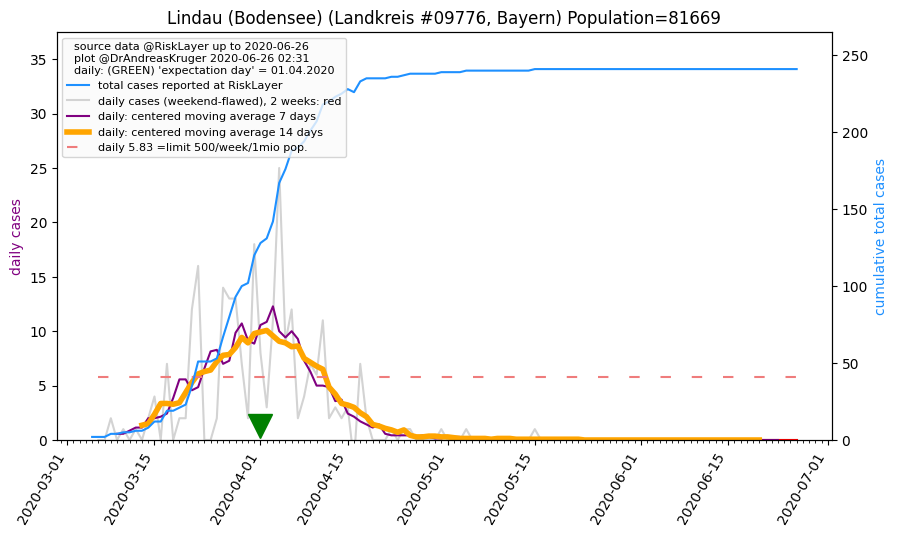 Lindau (Bodensee) (Landkreis #09776, Bayern) Population=81669
source data @RiskLayer up to 2020-06-26
plot @DrAndreasKruger 2020-06-26 02:31
daily: (GREEN) 'expectation day' = 01.04.2020
total cases reported at RiskLayer
daily cases (weekend-flawed), 2 weeks: red
daily: centered moving average 7 days
daily: centered moving average 14 days
daily 5.83 =limit 500/week/1mio pop.
daily cases
35
30
25
20
15
10
5
0
cumulative total cases
250
200
150
100
50
0
2020-03-01
2020-03-15
2020-04-01
2020-04-15
2020-05-01
2020-05-15
2020-06-01
2020-06-15
2020-07-01